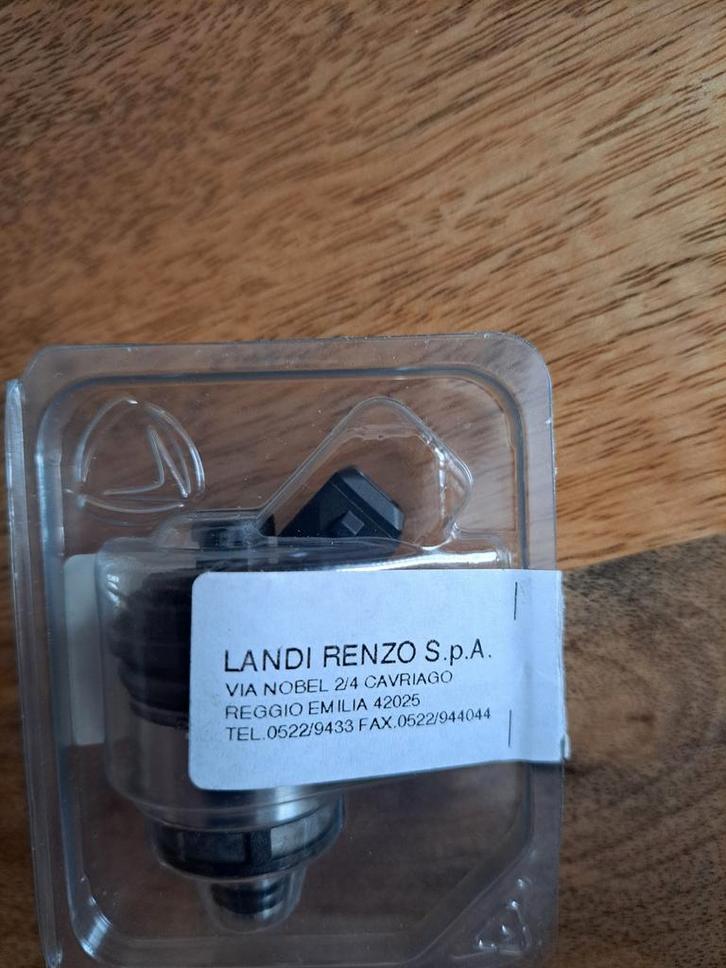 LANDI RENZO S.p.A.
VIA NOBEL 2/4 CAVRIAGO
REGGIO EMILIA 42025
TEL.0522/9433 FAX.0522/944044